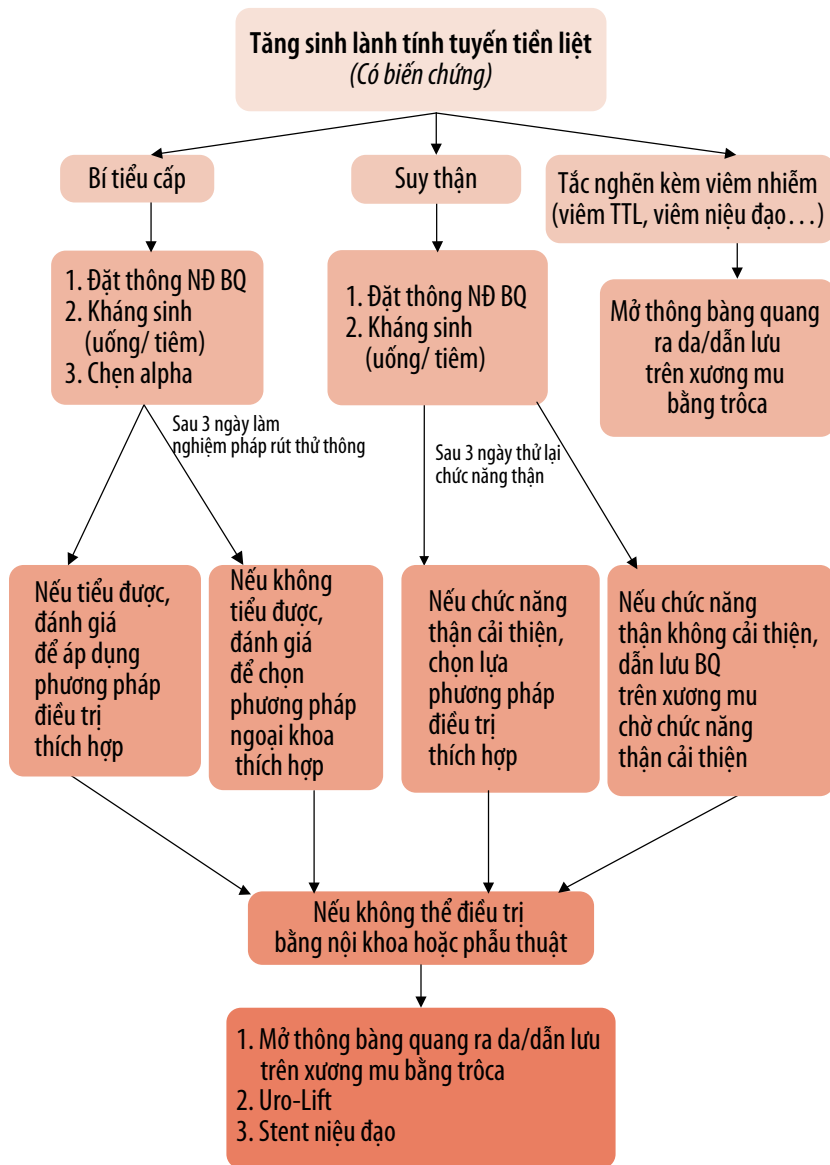 Tăng sinh lành tính tuyến tiền liệt
(Có biến chứng)
Bí tiểu cấp
Suy thận
Tắc nghẽn kèm viêm nhiễm
(viêm TTL, viêm niệu đạo…)
1. Đặt thông NĐ BQ
2. Kháng sinh
(uống/ tiêm)
3. Chẹn alpha
1. Đặt thông NĐ BQ
2. Kháng sinh
(uống/ tiêm)
Mở thông bàng quang
ra da/dẫn lưu
trên xương mu
bằng trôca
Sau 3 ngày làm
nghiệm pháp rút thử thông
Sau 3 ngày thử lại
chức năng thận
Nếu tiểu được,
đánh giá
để áp dụng
phương pháp
điều trị
thích hợp
Nếu không
tiểu được,
đánh giá
để chọn
phương pháp
ngoại khoa
thích hợp
Nếu chức năng
thận cải thiện,
chọn lựa
phương pháp
điều trị
thích hợp
Nếu chức năng
thận không cải thiện,
dẫn lưu BQ
trên xương mu
chờ chức năng
thận cải thiện
Nếu không thể điều trị
bằng nội khoa hoặc phẫu thuật
1. Mở thông bàng quang ra da/dẫn lưu
trên xương mu bằng trôca
2. Uro-Lift
3. Stent niệu đạo